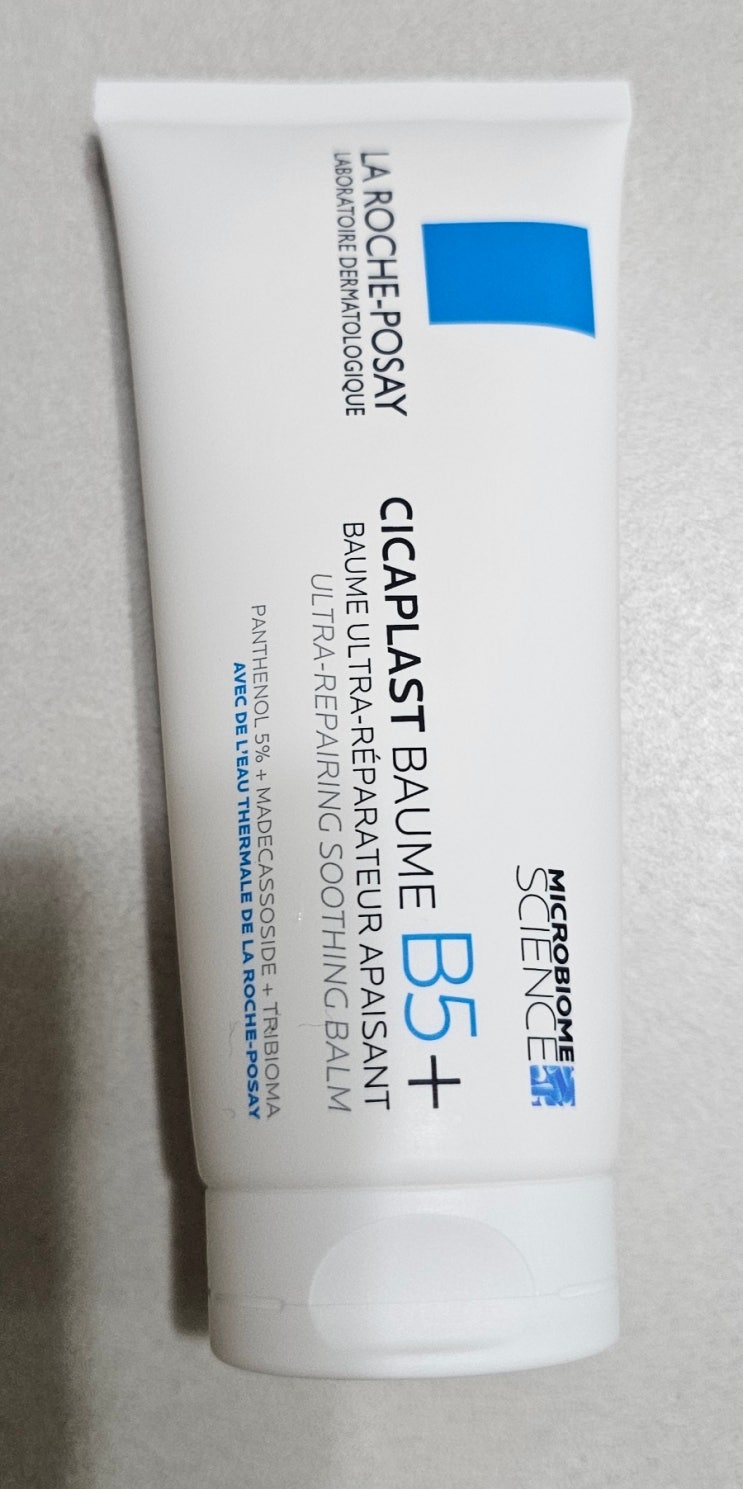 LA ROCHE-POSAY
LABORATOIRE DERMATOLOGIQUE
MICROBIOME
SCIENCE
CICAPLAST BAUME B5+
BAUME ULTRA-RÉPARATEUR APAISANT
ULTRA-REPAIRING SOOTHING BALM
PANTHENOL 5% + MADECASSOSIDE + TRIBIOMA
AVEC DE L'EAU THERMALE DE LA ROCHE-POSAY